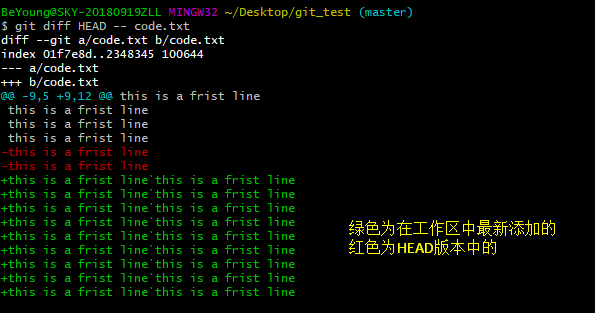 BeYoung@SKY-20180919ZLL MINGW32 ~/Desktop/git_test (master)
$ git diff HEAD -- code.txt
diff --git a/code.txt b/code.txt
index 01f7e8d..2348345 100644
--- a/code.txt
+++ b/code.txt
@@ -9,5 +9,12 @@ this is a frist line
 this is a frist line
 this is a frist line
 this is a frist line
-this is a frist line
-this is a frist line
+this is a frist line`this is a frist line
+this is a frist line`this is a frist line
+this is a frist line`this is a frist line
+this is a frist line`this is a frist line
+this is a frist line`this is a frist line
+this is a frist line`this is a frist line
+this is a frist line`this is a frist line
+this is a frist line`this is a frist line
+this is a frist line`this is a frist line
绿色为在工作区中最新添加的
红色为HEAD版本中的